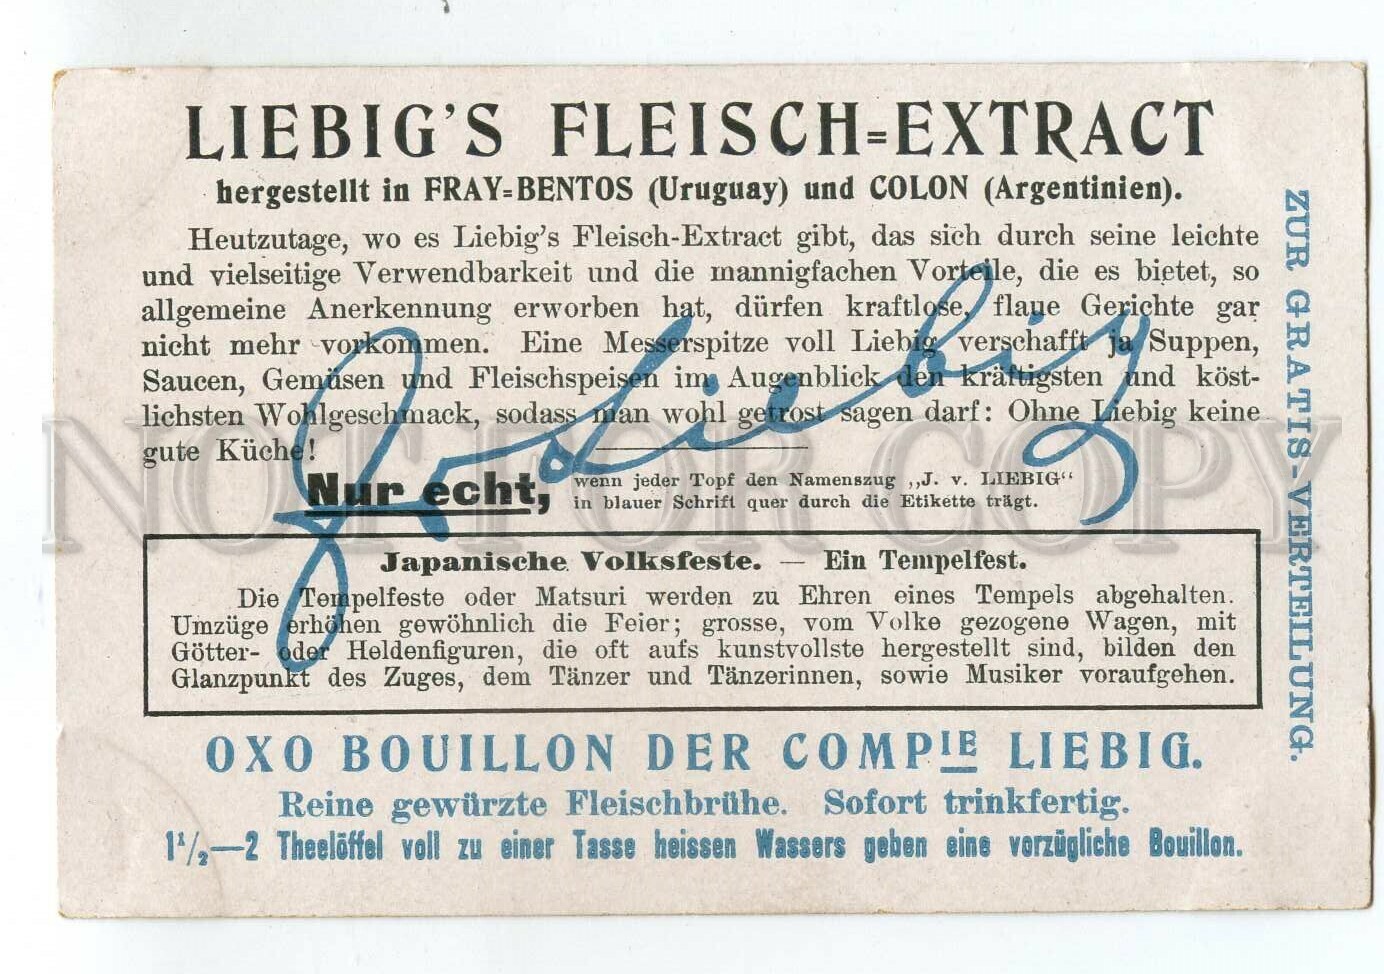 LIEBIG'S FLEISCH=EXTRACT
hergestellt in FRAY=BENTOS (Uruguay) und COLON (Argentinien).
Heutzutage, wo es Liebig's Fleisch-Extract gibt, das sich durch seine leichte
und vielseitige Verwendbarkeit und die mannigfachen Vorteile, die es bietet, so
allgemeine Anerkennung erworben hat, dürfen kraftlose, flaue Gerichte gar
nicht mehr vorkommen. Eine Messerspitze voll Liebig verschafft ja Suppen,
Saucen, Gemüsen und Fleischspeisen im Augenblick den kräftigsten und köst-
lichsten Wohlgeschmack, sodass man wohl getrost sagen darf: Ohne Liebig keine
gute Küche!
Nur echt, wenn jeder Topf den Namenszug „J. v. LIEBIG“
in blauer Schrift quer durch die Etikette trägt.
JvLiebig
Japanische Volksfeste. — Ein Tempelfest.
Die Tempelfeste oder Matsuri werden zu Ehren eines Tempels abgehalten.
Umzüge erhöhen gewöhnlich die Feier; grosse, vom Volke gezogene Wagen, mit
Götter- oder Heldenfiguren, die oft aufs kunstvollste hergestellt sind, bilden den
Glanzpunkt des Zuges, dem Tänzer und Tänzerinnen, sowie Musiker voraufgehen.
OXO BOUILLON DER COMPIE LIEBIG.
Reine gewürzte Fleischbrühe. Sofort trinkfertig.
1 1/2—2 Theelöffel voll zu einer Tasse heissen Wassers geben eine vorzügliche Bouillon.
ZUR GRATIS-VERTEILUNG.
NOT FOR COPY